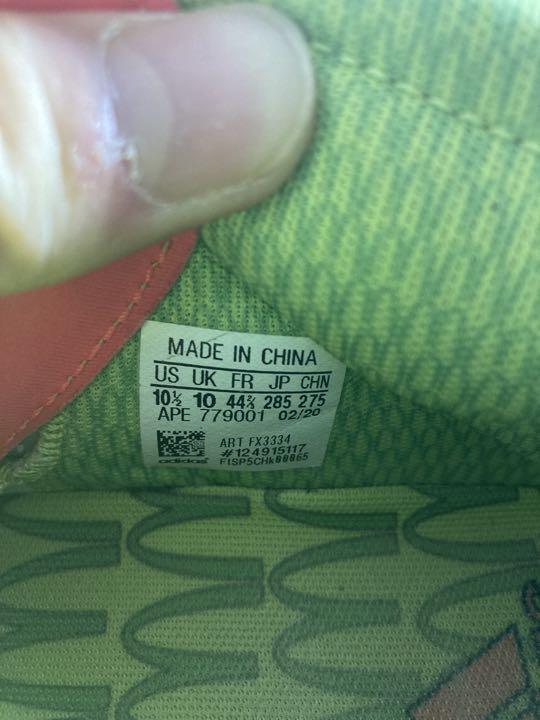 MADE IN CHINA
US UK FR JP CHN
10½ 10 44⅔ 285 275
APE 779001 02/20
ART FX3334
#124915117
adidas F1SP5CHk00065